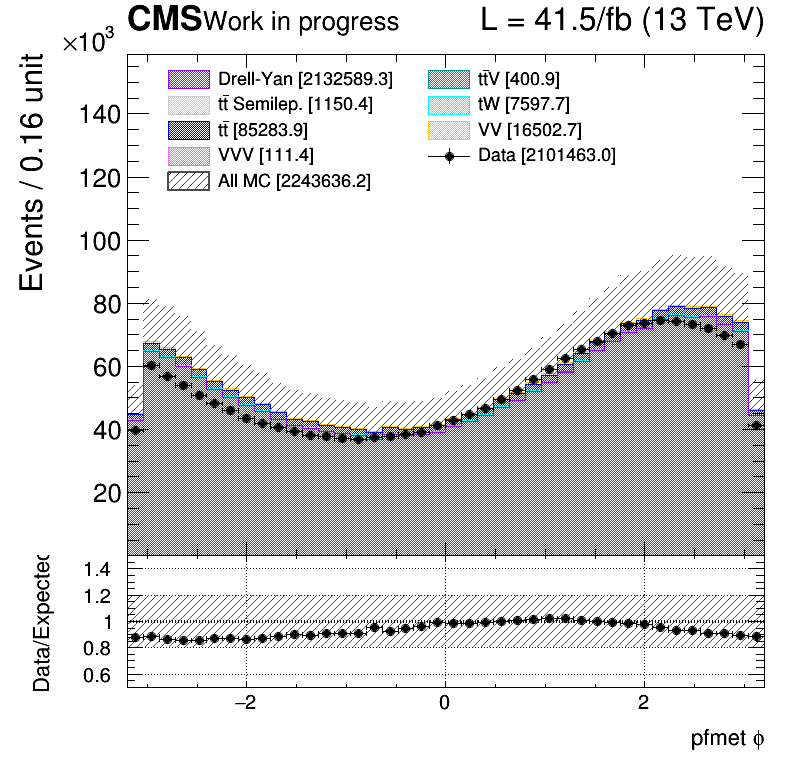 CMS Work in progress L = 41.5/fb (13 TeV)
×10³
Events / 0.16 unit
Drell-Yan [2132589.3]
tt̄ Semilep. [1150.4]
tt̄ [85283.9]
VVV [111.4]
All MC [2243636.2]
tt̄V [400.9]
tW [7597.7]
VV [16502.7]
Data [2101463.0]
140
120
100
80
60
40
20
Data/Expected
1.4
1.2
1
0.8
0.6
−2 0 2
pfmet ϕ